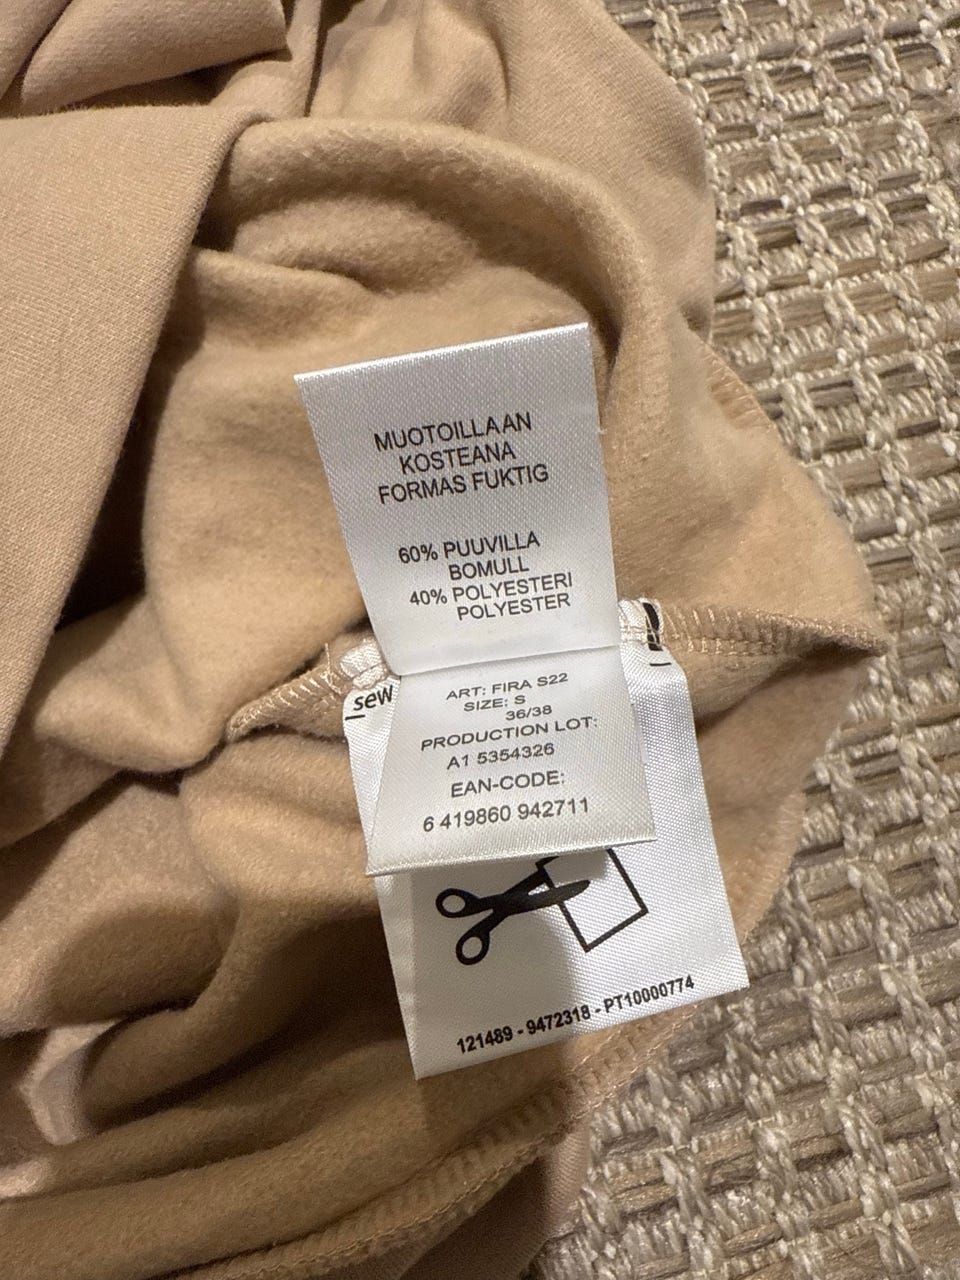 MUOTOILLAAN
KOSTEANA
FORMAS FUKTIG
60% PUUVILLA
BOMULL
40% POLYESTERI
POLYESTER
sew
ART: FIRA S22
SIZE: S
36/38
PRODUCTION LOT:
A1 5354326
EAN-CODE:
6 419860 942711
121489 - 9472318 - PT10000774